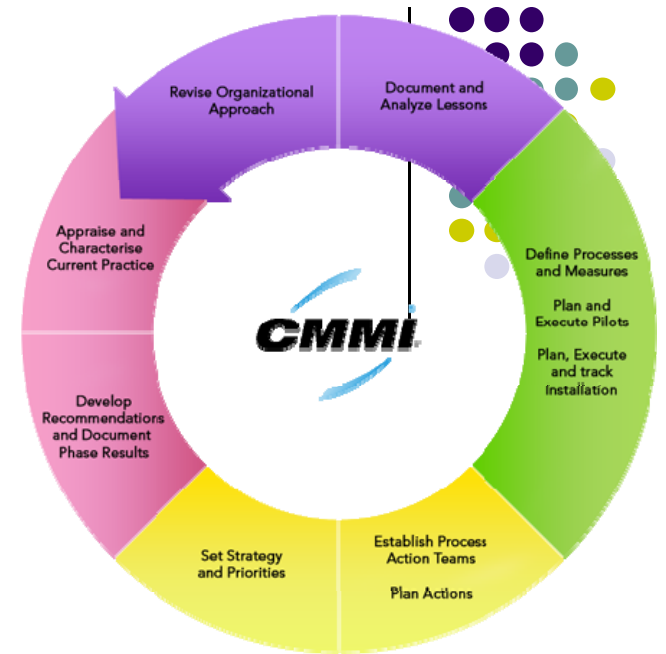 Revise Organizational
Approach
Document and
Analyze Lessons
Appraise and
Characterise
Current Practice
Define Processes
and Measures
Plan and
Execute Pilots
Plan, Execute
and track
installation
CMMi
Develop
Recommendations
and Document
Phase Results
Set Strategy
and Priorities
Establish Process
Action Teams
Plan Actions